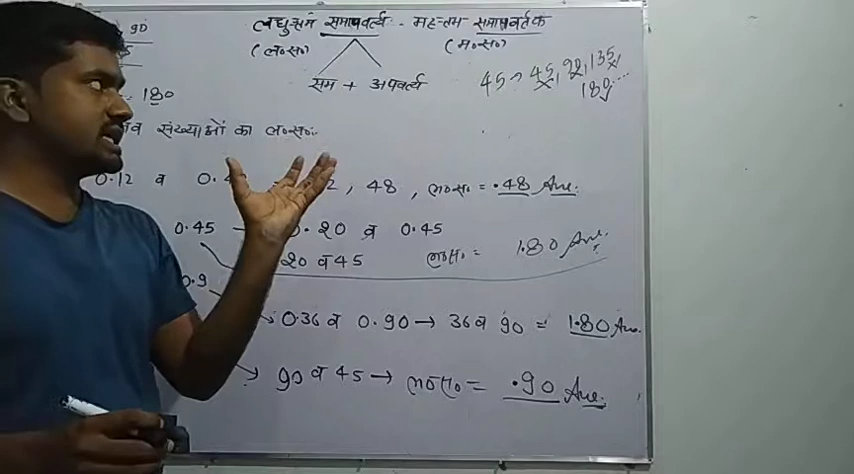 90
लघुत्तम समापवर्त्य - महत्तम समापवर्तक
(ल०स०) (म०स०)
सम + अपवर्त्य
45 → 45, 135,
180
संख्याओं का ल०स०:
0.12 व 0.4 , 48 , ल०स० = .48 Ans.
0.45 0.20 व 0.45
20 व 45 ल०स० = 1.80 Ans.
0.9
0.36 व 0.90 → 36 व 90 = 1.80 Ans.
90 व 45 → ल०स० = .90 Ans.